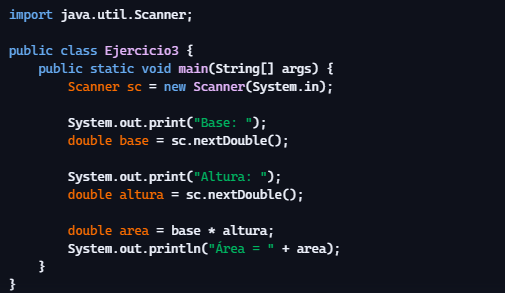 import java.util.Scanner;

public class Ejercicio3 {
    public static void main(String[] args) {
        Scanner sc = new Scanner(System.in);

        System.out.print("Base: ");
        double base = sc.nextDouble();

        System.out.print("Altura: ");
        double altura = sc.nextDouble();

        double area = base * altura;
        System.out.println("Área = " + area);
    }
}